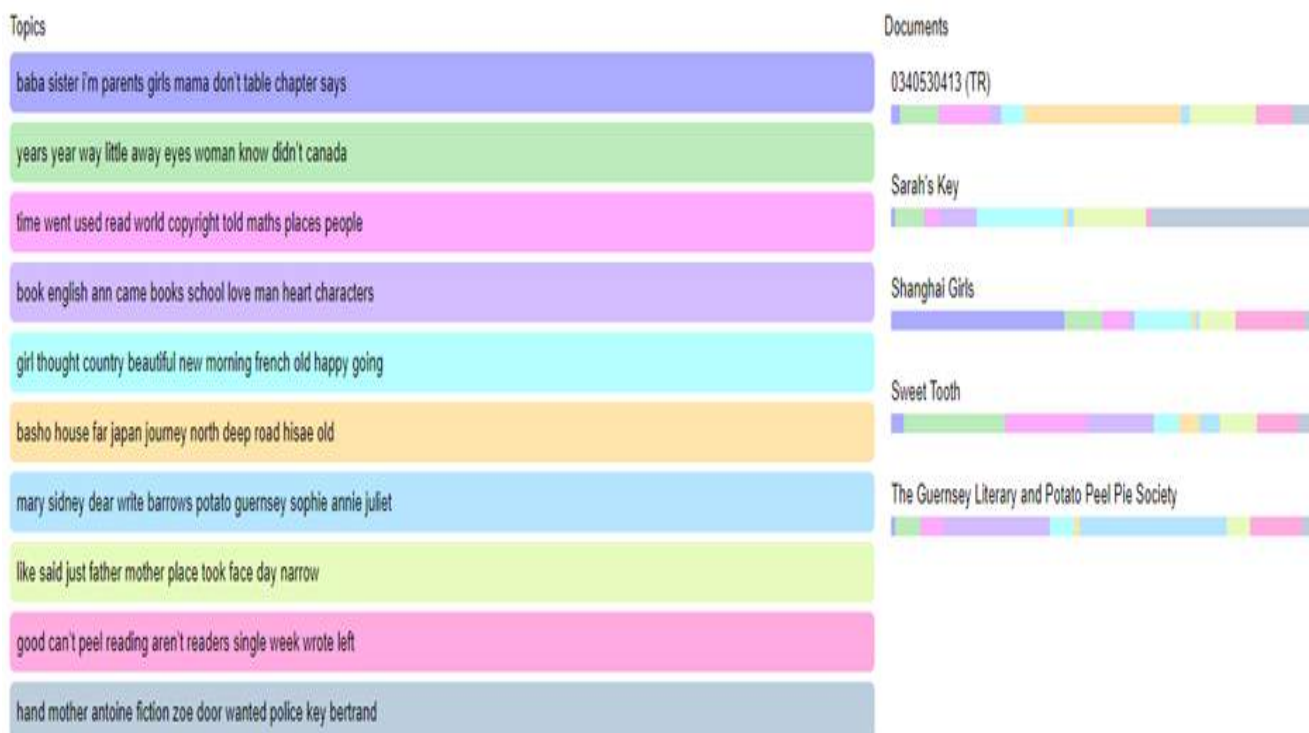 Topics
baba sister i'm parents girls mama don't table chapter says
years year way little away eyes woman know didn't canada
time went used read world copyright told maths places people
book english ann came books school love man heart characters
girl thought country beautiful new morning french old happy going
basho house far japan journey north deep road hisae old
mary sidney dear write barrows potato guernsey sophie annie juliet
like said just father mother place took face day narrow
good can't peel reading aren't readers single week wrote left
hand mother antoine fiction zoe door wanted police key bertrand
Documents
0340530413 (TR)
Sarah's Key
Shanghai Girls
Sweet Tooth
The Guernsey Literary and Potato Peel Pie Society